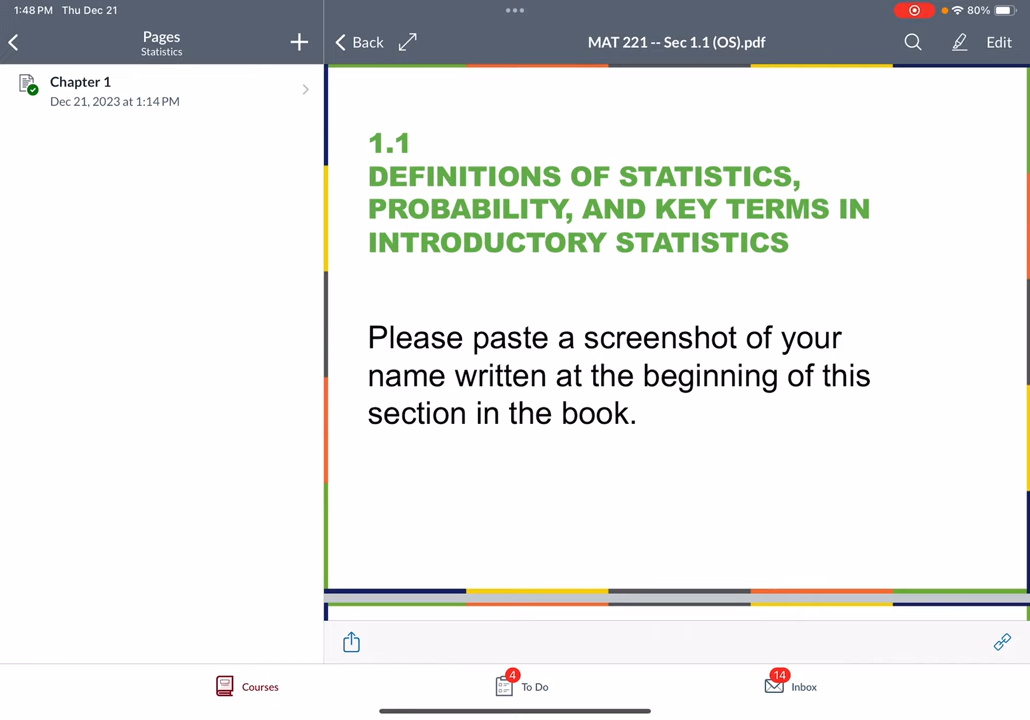 1:48 PM Thu Dec 21
80%
Pages
Statistics
Back
MAT 221 -- Sec 1.1 (OS).pdf
Edit
Chapter 1
Dec 21, 2023 at 1:14 PM
1.1
DEFINITIONS OF STATISTICS,
PROBABILITY, AND KEY TERMS IN
INTRODUCTORY STATISTICS
Please paste a screenshot of your
name written at the beginning of this
section in the book.
Courses
4
To Do
14
Inbox